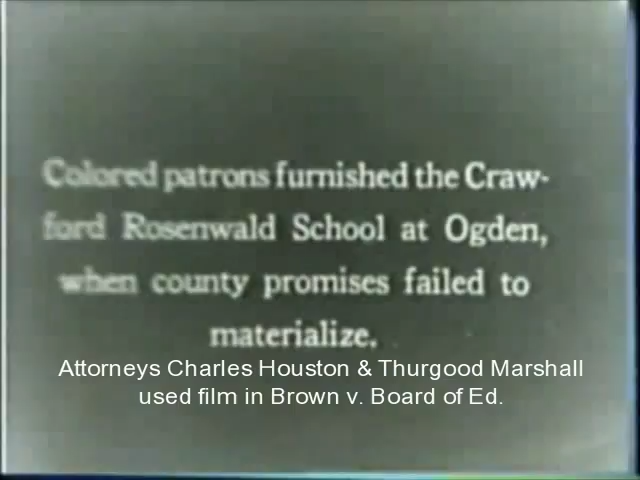 Colored patrons furnished the Craw-
ford Rosenwald School at Ogden,
when county promises failed to
materialize.
Attorneys Charles Houston & Thurgood Marshall
used film in Brown v. Board of Ed.